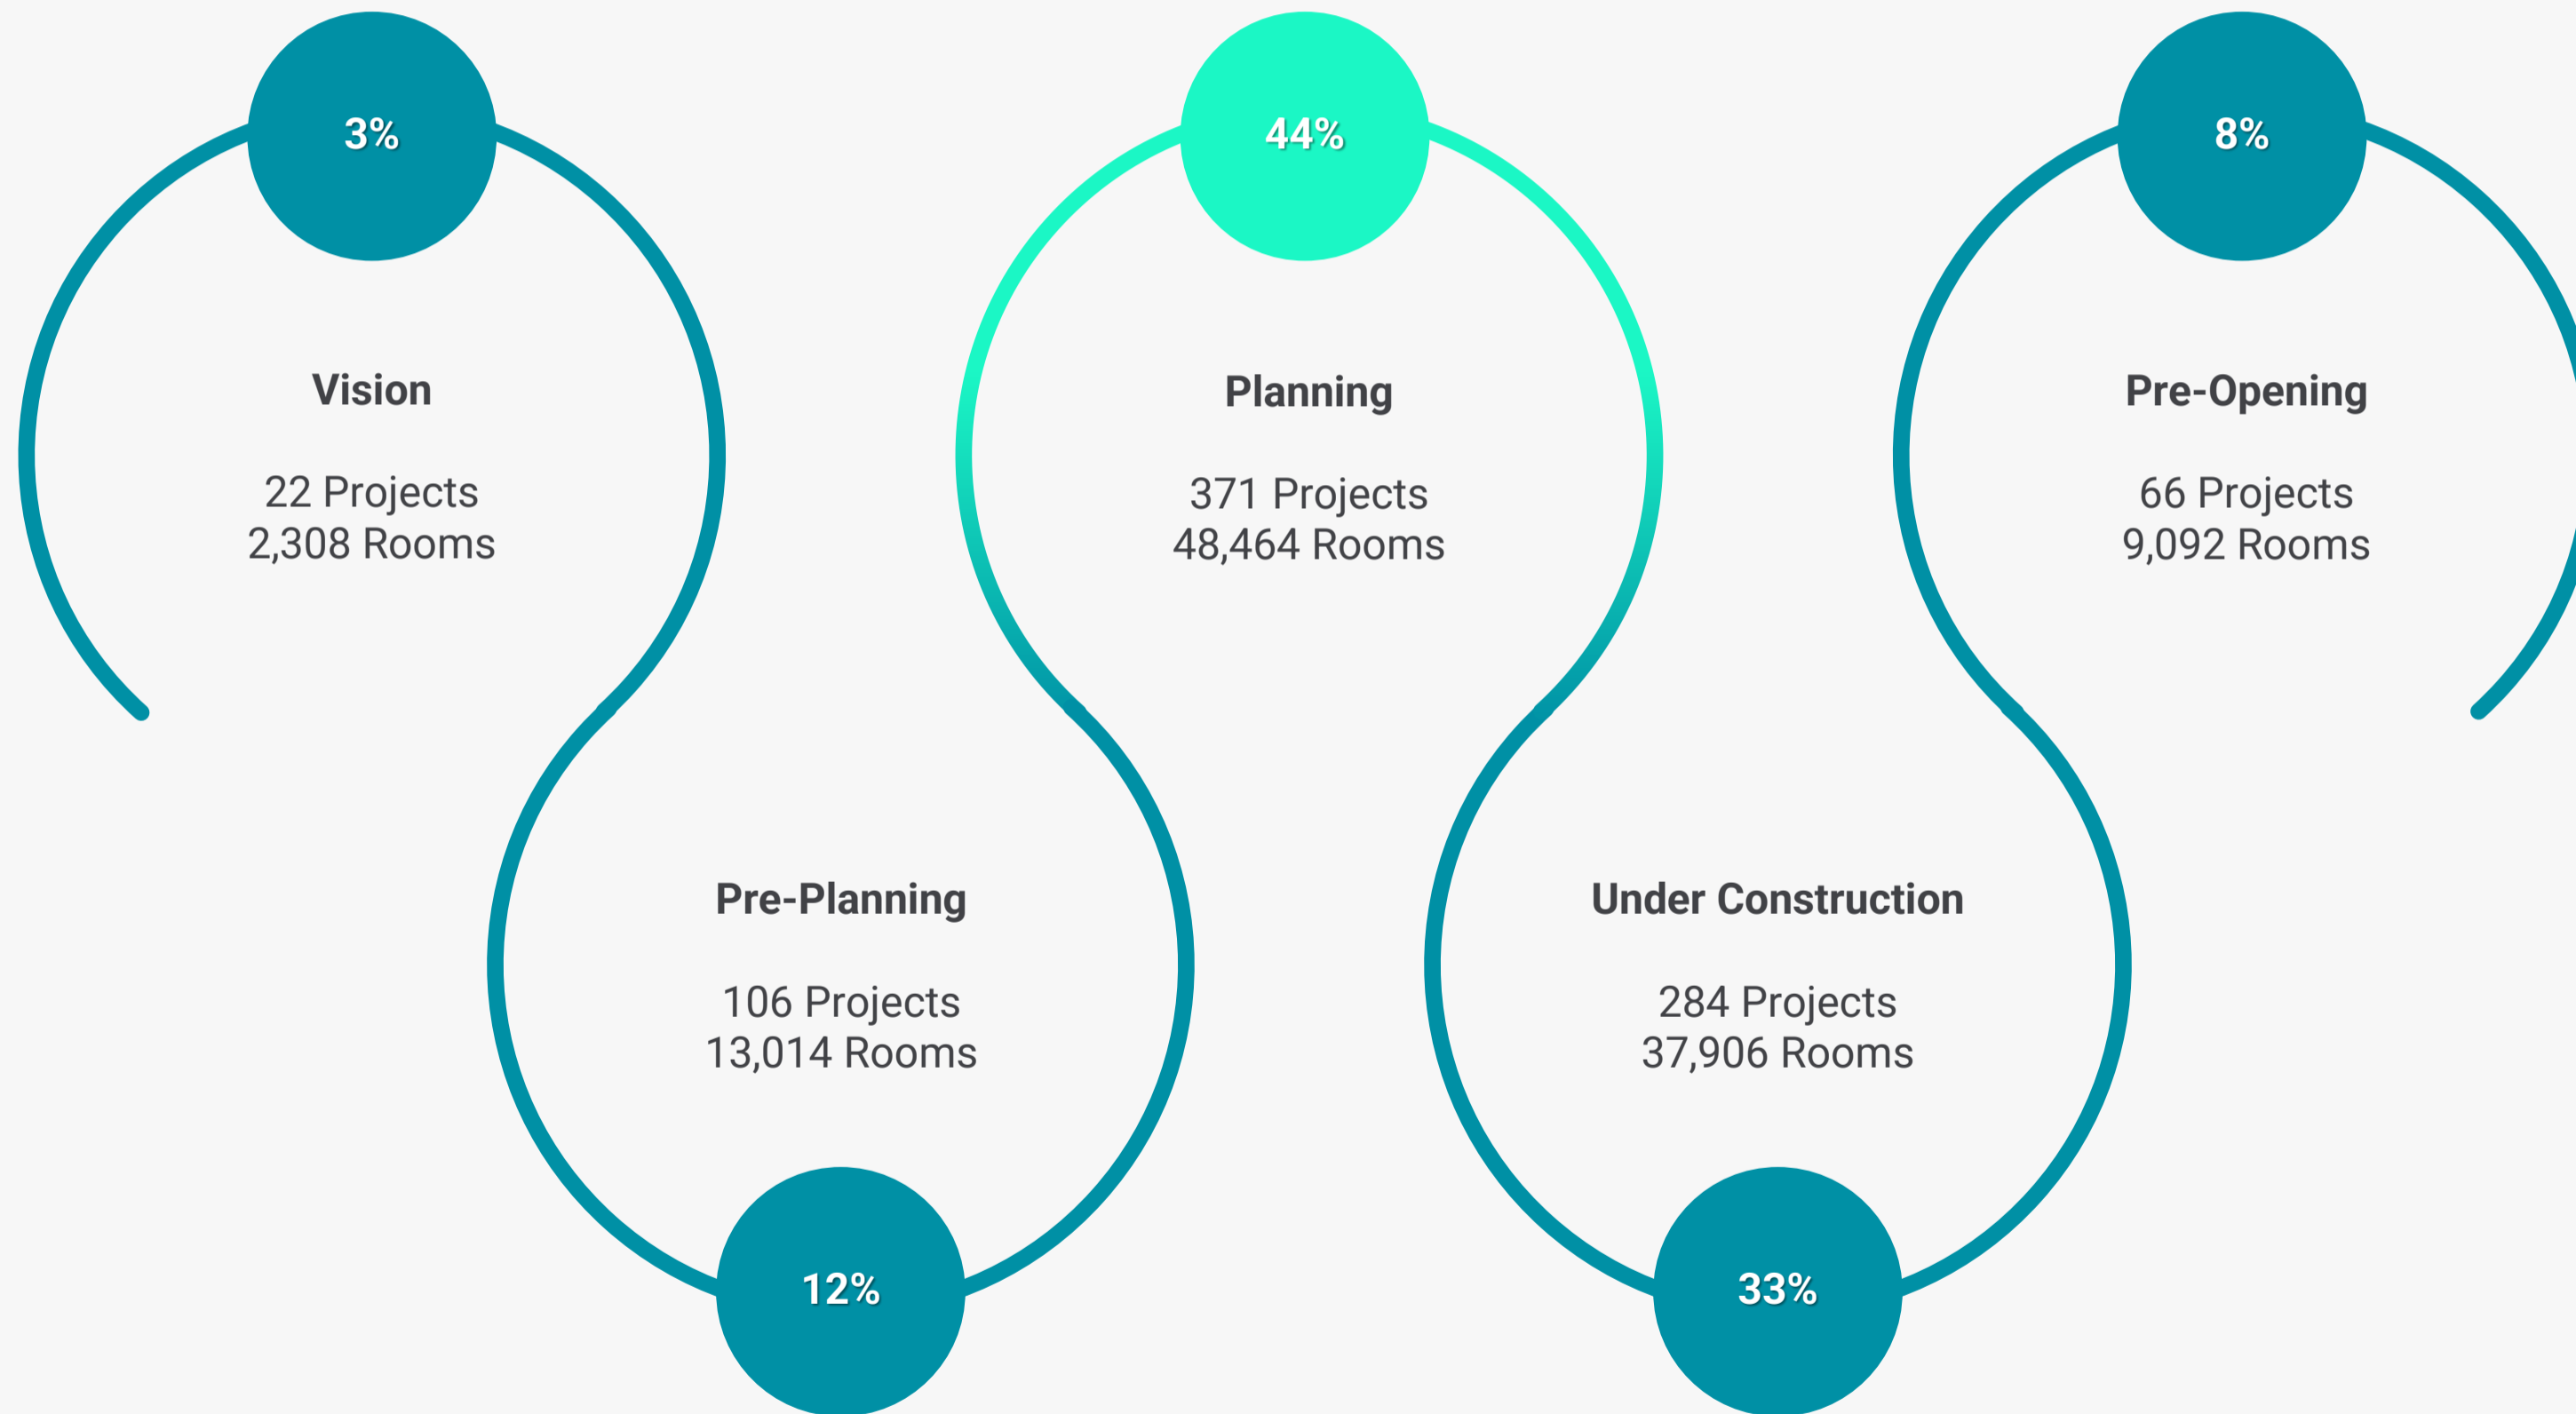 3%
Vision
22 Projects
2,308 Rooms
Pre-Planning
106 Projects
13,014 Rooms
12%
44%
Planning
371 Projects
48,464 Rooms
Under Construction
284 Projects
37,906 Rooms
33%
8%
Pre-Opening
66 Projects
9,092 Rooms